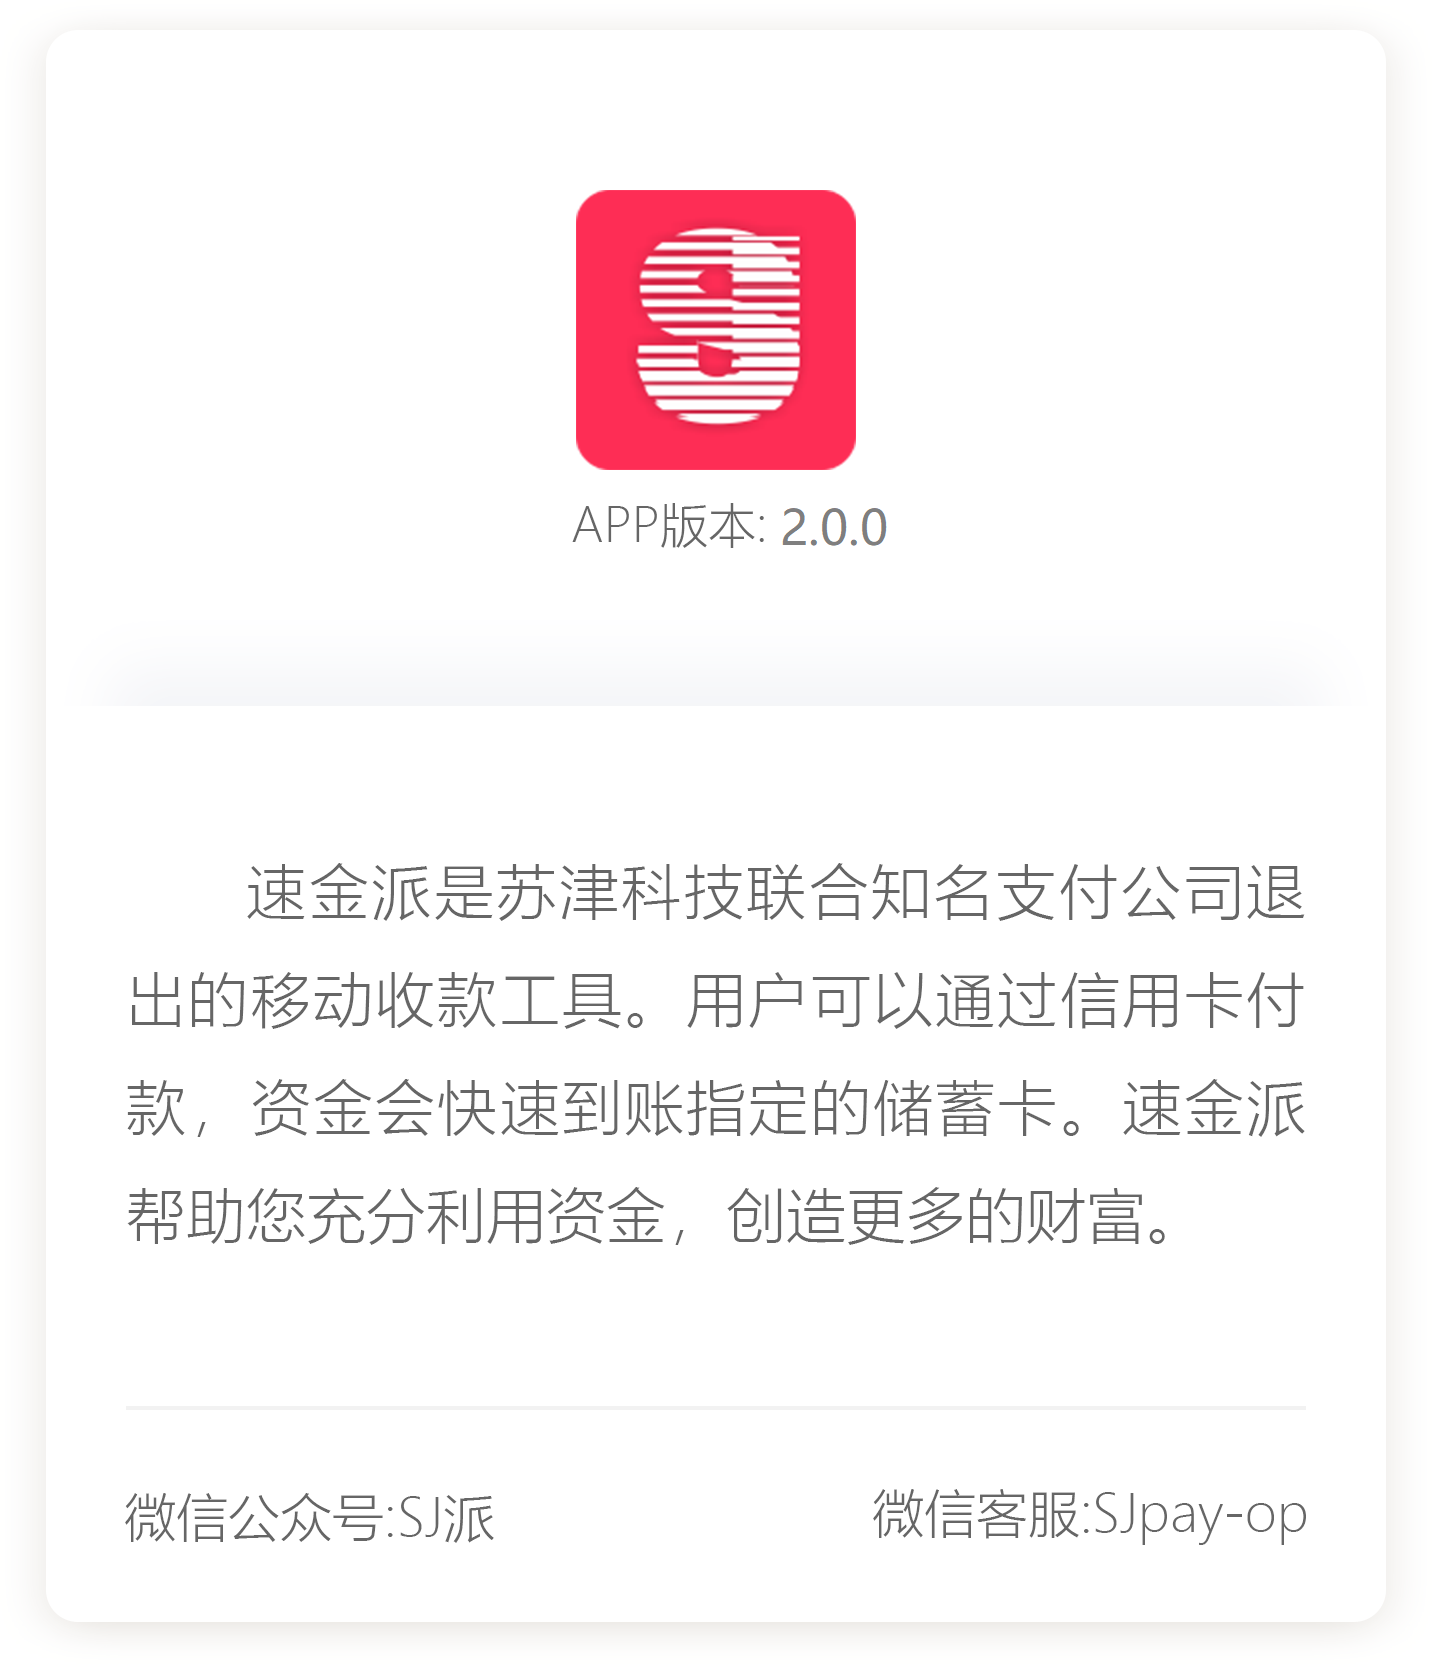 APP版本: 2.0.0
速金派是苏津科技联合知名支付公司退
出的移动收款工具。用户可以通过信用卡付
款，资金会快速到账指定的储蓄卡。速金派
帮助您充分利用资金，创造更多的财富。
微信公众号:SJ派
微信客服:SJpay-op